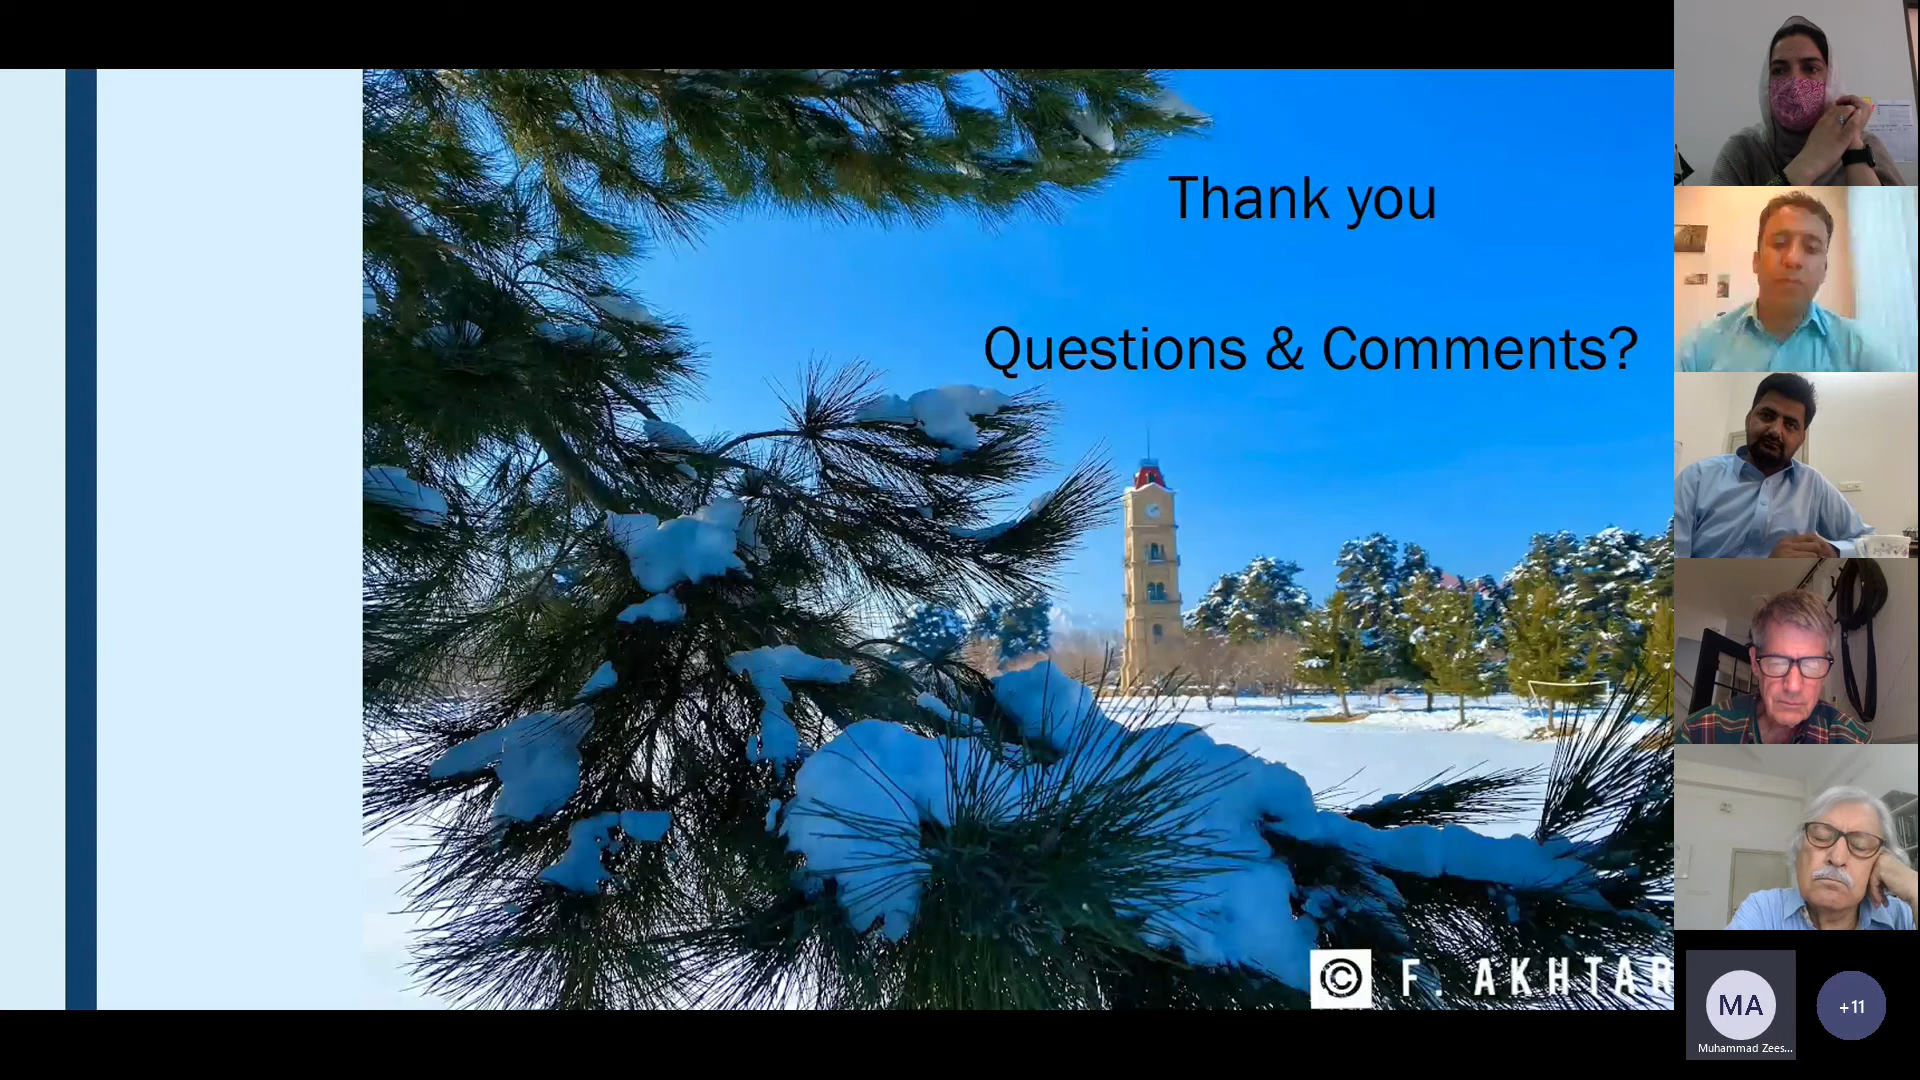 Thank you
Questions & Comments?
© F. AKHTAR
MA
Muhammad Zees...
+11